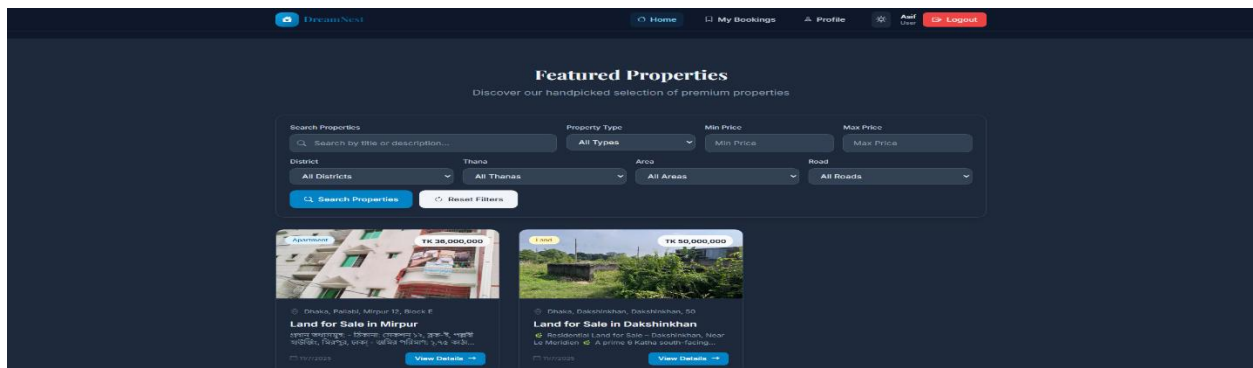 DreamNest
Home My Bookings Profile Asif User Logout
Featured Properties
Discover our handpicked selection of premium properties
Search Properties Property Type Min Price Max Price
Search by title or description... All Types Min Price Max Price
District Thana Area Road
All Districts All Thanas All Areas All Roads
Search Properties Reset Filters
Apartment TK 36,000,000
Land TK 50,000,000
Dhaka, Pallabi, Mirpur 12, Block E
Land for Sale in Mirpur
View Details →
Dhaka, Dakshinkhan, Dakshinkhan, 50
Land for Sale in Dakshinkhan
Residential Land for Sale – Dakshinkhan, Near
Le Meridien A prime 6 Katha south-facing...
View Details →